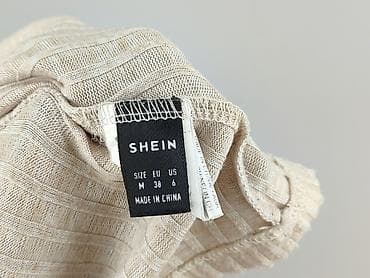 SHEIN
SIZE EU US
M 38 6
MADE IN CHINA